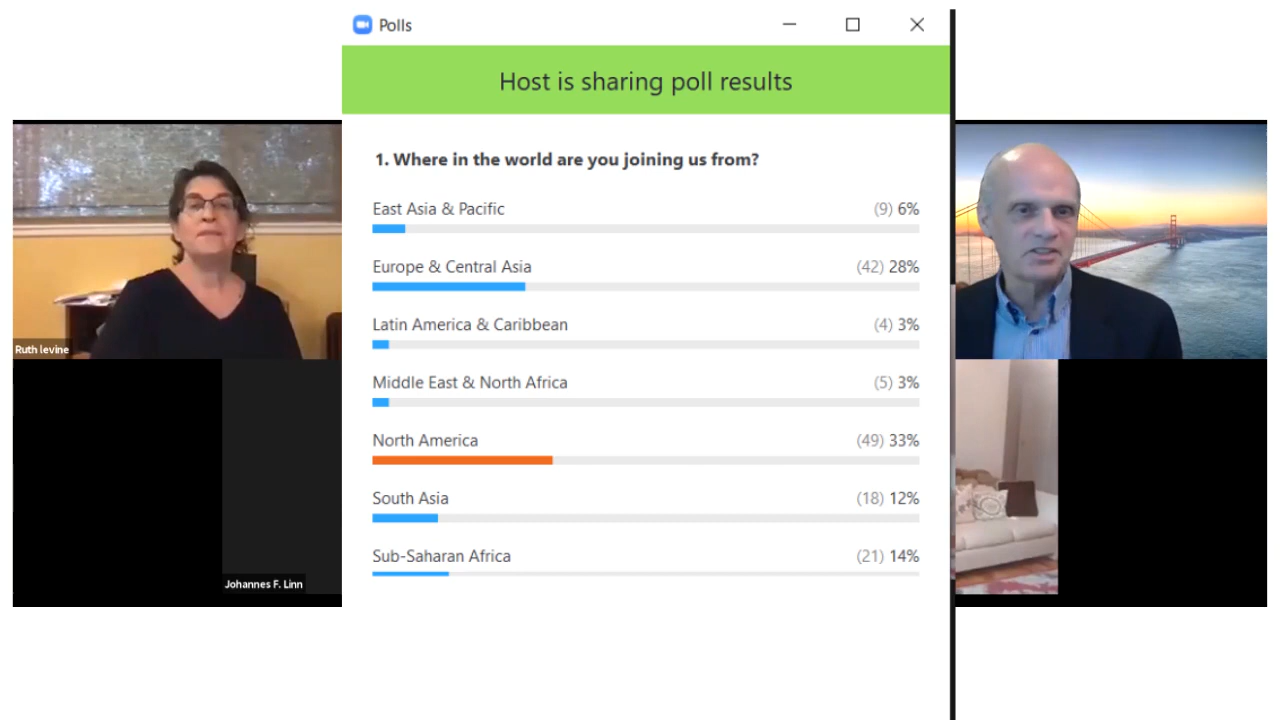 Polls
Host is sharing poll results
1. Where in the world are you joining us from?
East Asia & Pacific (9) 6%
Europe & Central Asia (42) 28%
Latin America & Caribbean (4) 3%
Middle East & North Africa (5) 3%
North America (49) 33%
South Asia (18) 12%
Sub-Saharan Africa (21) 14%
Ruth levine
Johannes F. Linn